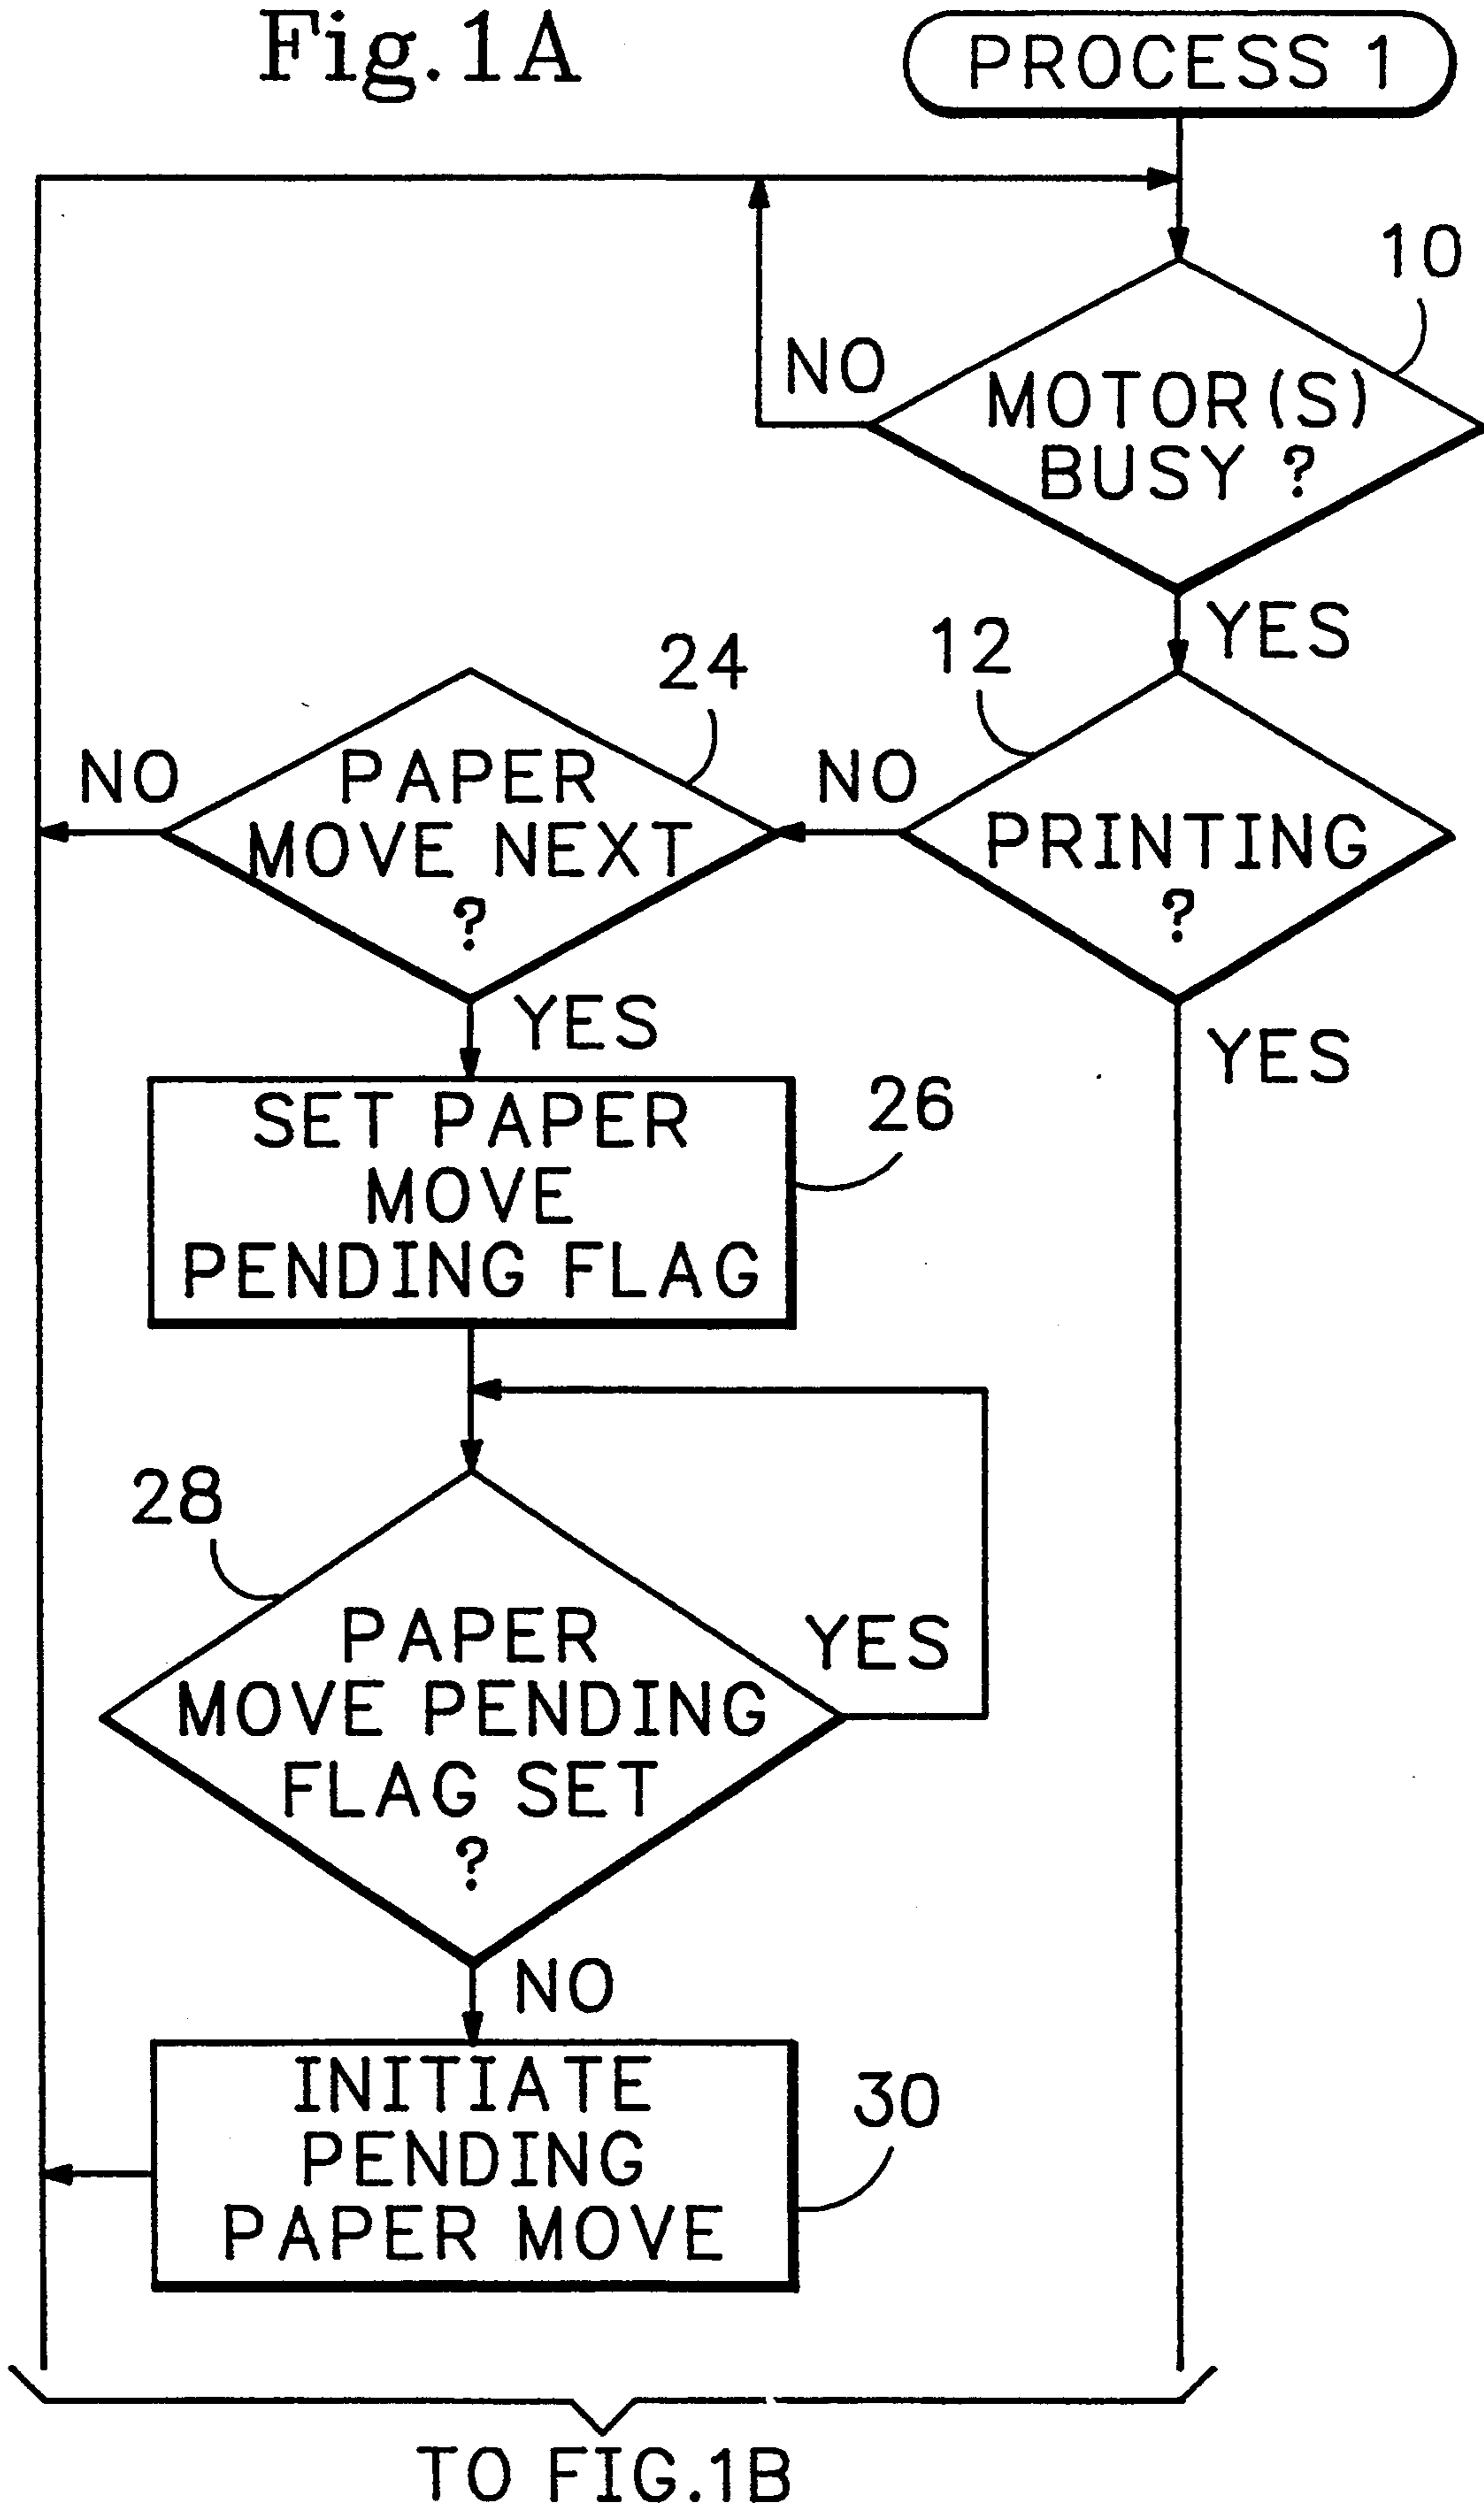 Fig.1A
PROCESS 1
10
NO
MOTOR(S)
BUSY ?
YES
24
12
NO
PAPER
MOVE NEXT
?
NO
PRINTING
?
YES
YES
SET PAPER
MOVE
PENDING FLAG
26
28
PAPER
MOVE PENDING
FLAG SET
?
YES
NO
INITIATE
PENDING
PAPER MOVE
30
TO FIG.1B